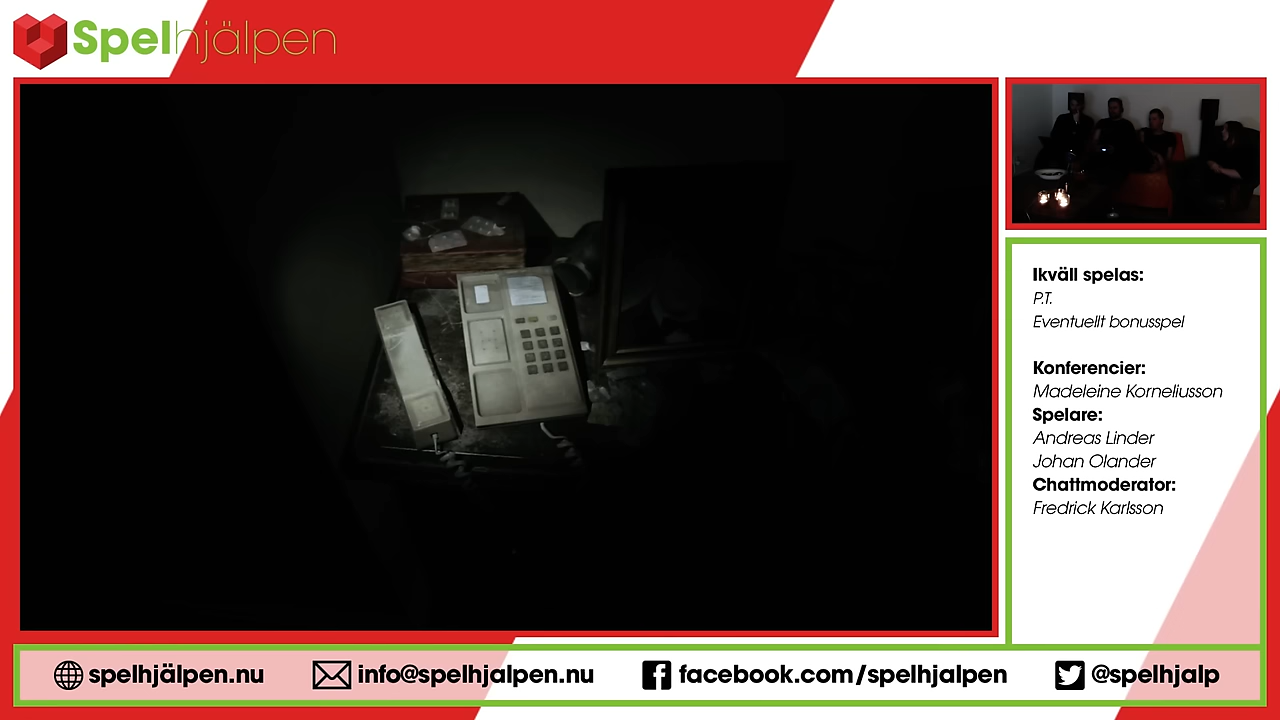 Spelhjälpen
Ikväll spelas:
P.T.
Eventuellt bonusspel
Konferencier:
Madeleine Korneliusson
Spelare:
Andreas Linder
Johan Olander
Chattmoderator:
Fredrick Karlsson
spelhjälpen.nu
info@spelhjalpen.nu
facebook.com/spelhjalpen
@spelhjalp